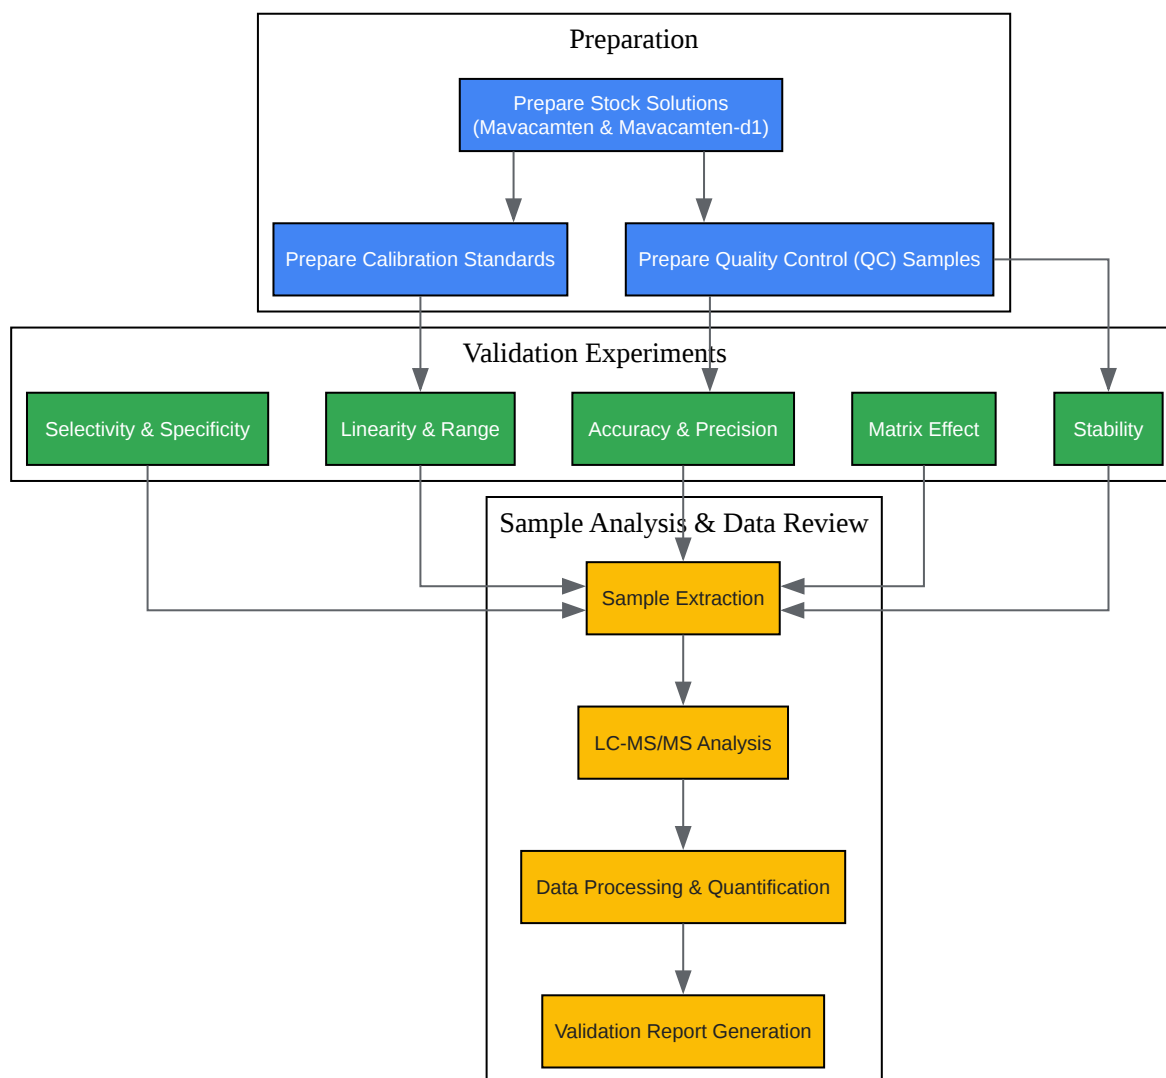 Preparation
Prepare Stock Solutions
(Mavacamten & Mavacamten-d1)
Prepare Calibration Standards
Prepare Quality Control (QC) Samples
Validation Experiments
Selectivity & Specificity
Linearity & Range
Accuracy & Precision
Matrix Effect
Stability
Sample Analysis & Data Review
Sample Extraction
LC-MS/MS Analysis
Data Processing & Quantification
Validation Report Generation